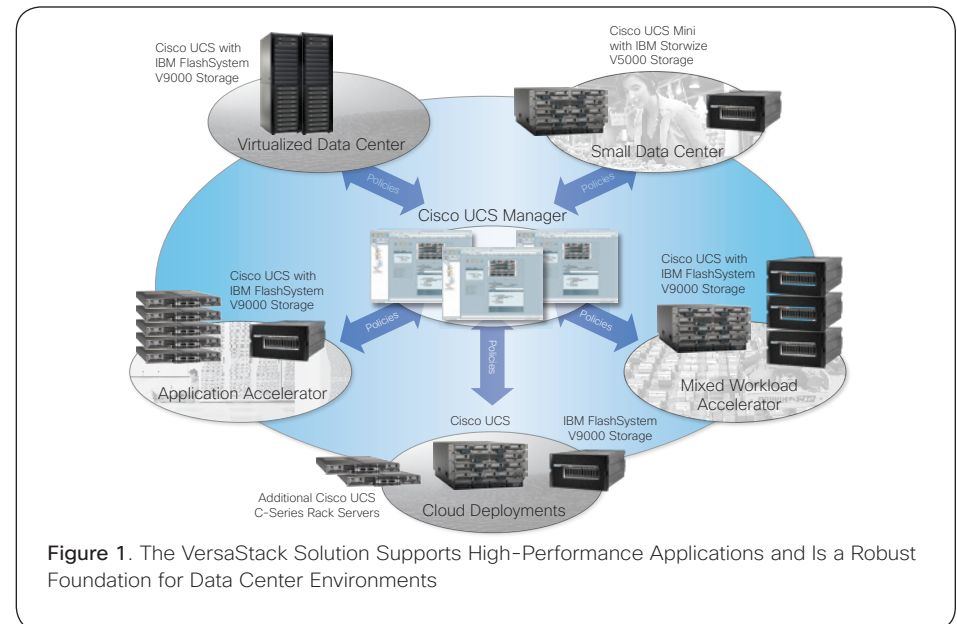 Cisco UCS with
IBM FlashSystem
V9000 Storage
Virtualized Data Center
Cisco UCS Mini
with IBM Storwize
V5000 Storage
Small Data Center
Policies
Policies
Cisco UCS Manager
Cisco UCS with
IBM FlashSystem
V9000 Storage
Application Accelerator
Cisco UCS with
IBM FlashSystem
V9000 Storage
Mixed Workload
Accelerator
Policies
Policies
Policies
Cisco UCS
IBM FlashSystem
V9000 Storage
Additional Cisco UCS
C-Series Rack Servers
Cloud Deployments
Figure 1. The VersaStack Solution Supports High-Performance Applications and Is a Robust
Foundation for Data Center Environments